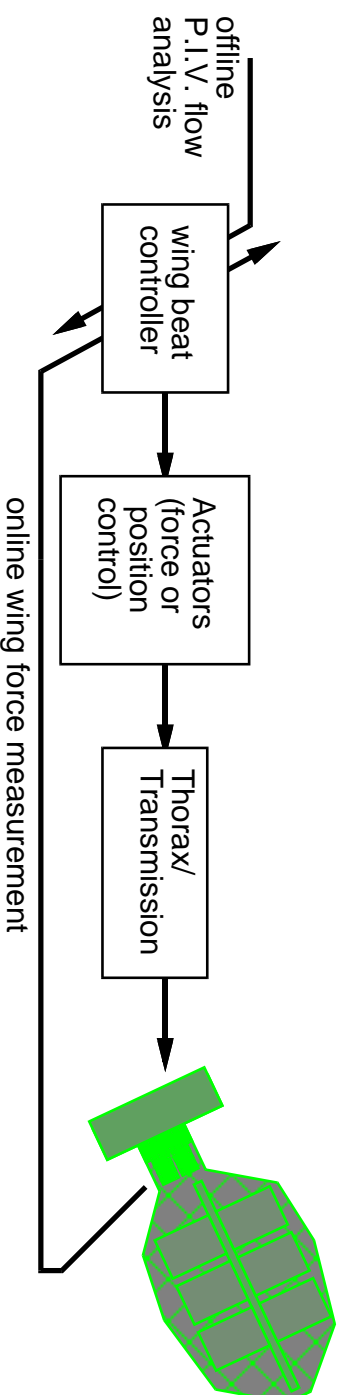 offline
P.I.V. flow
analysis
wing beat
controller
Actuators
(force or
position
control)
Thorax/
Transmission
online wing force measurement